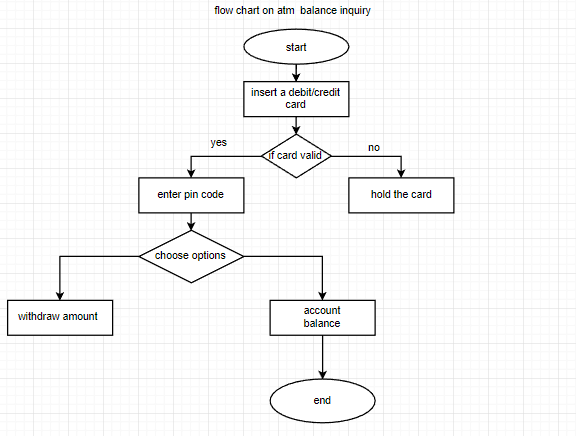 flow chart on atm balance inquiry
start
insert a debit/credit
card
yes
if card valid
no
enter pin code
hold the card
choose options
withdraw amount
account
balance
end